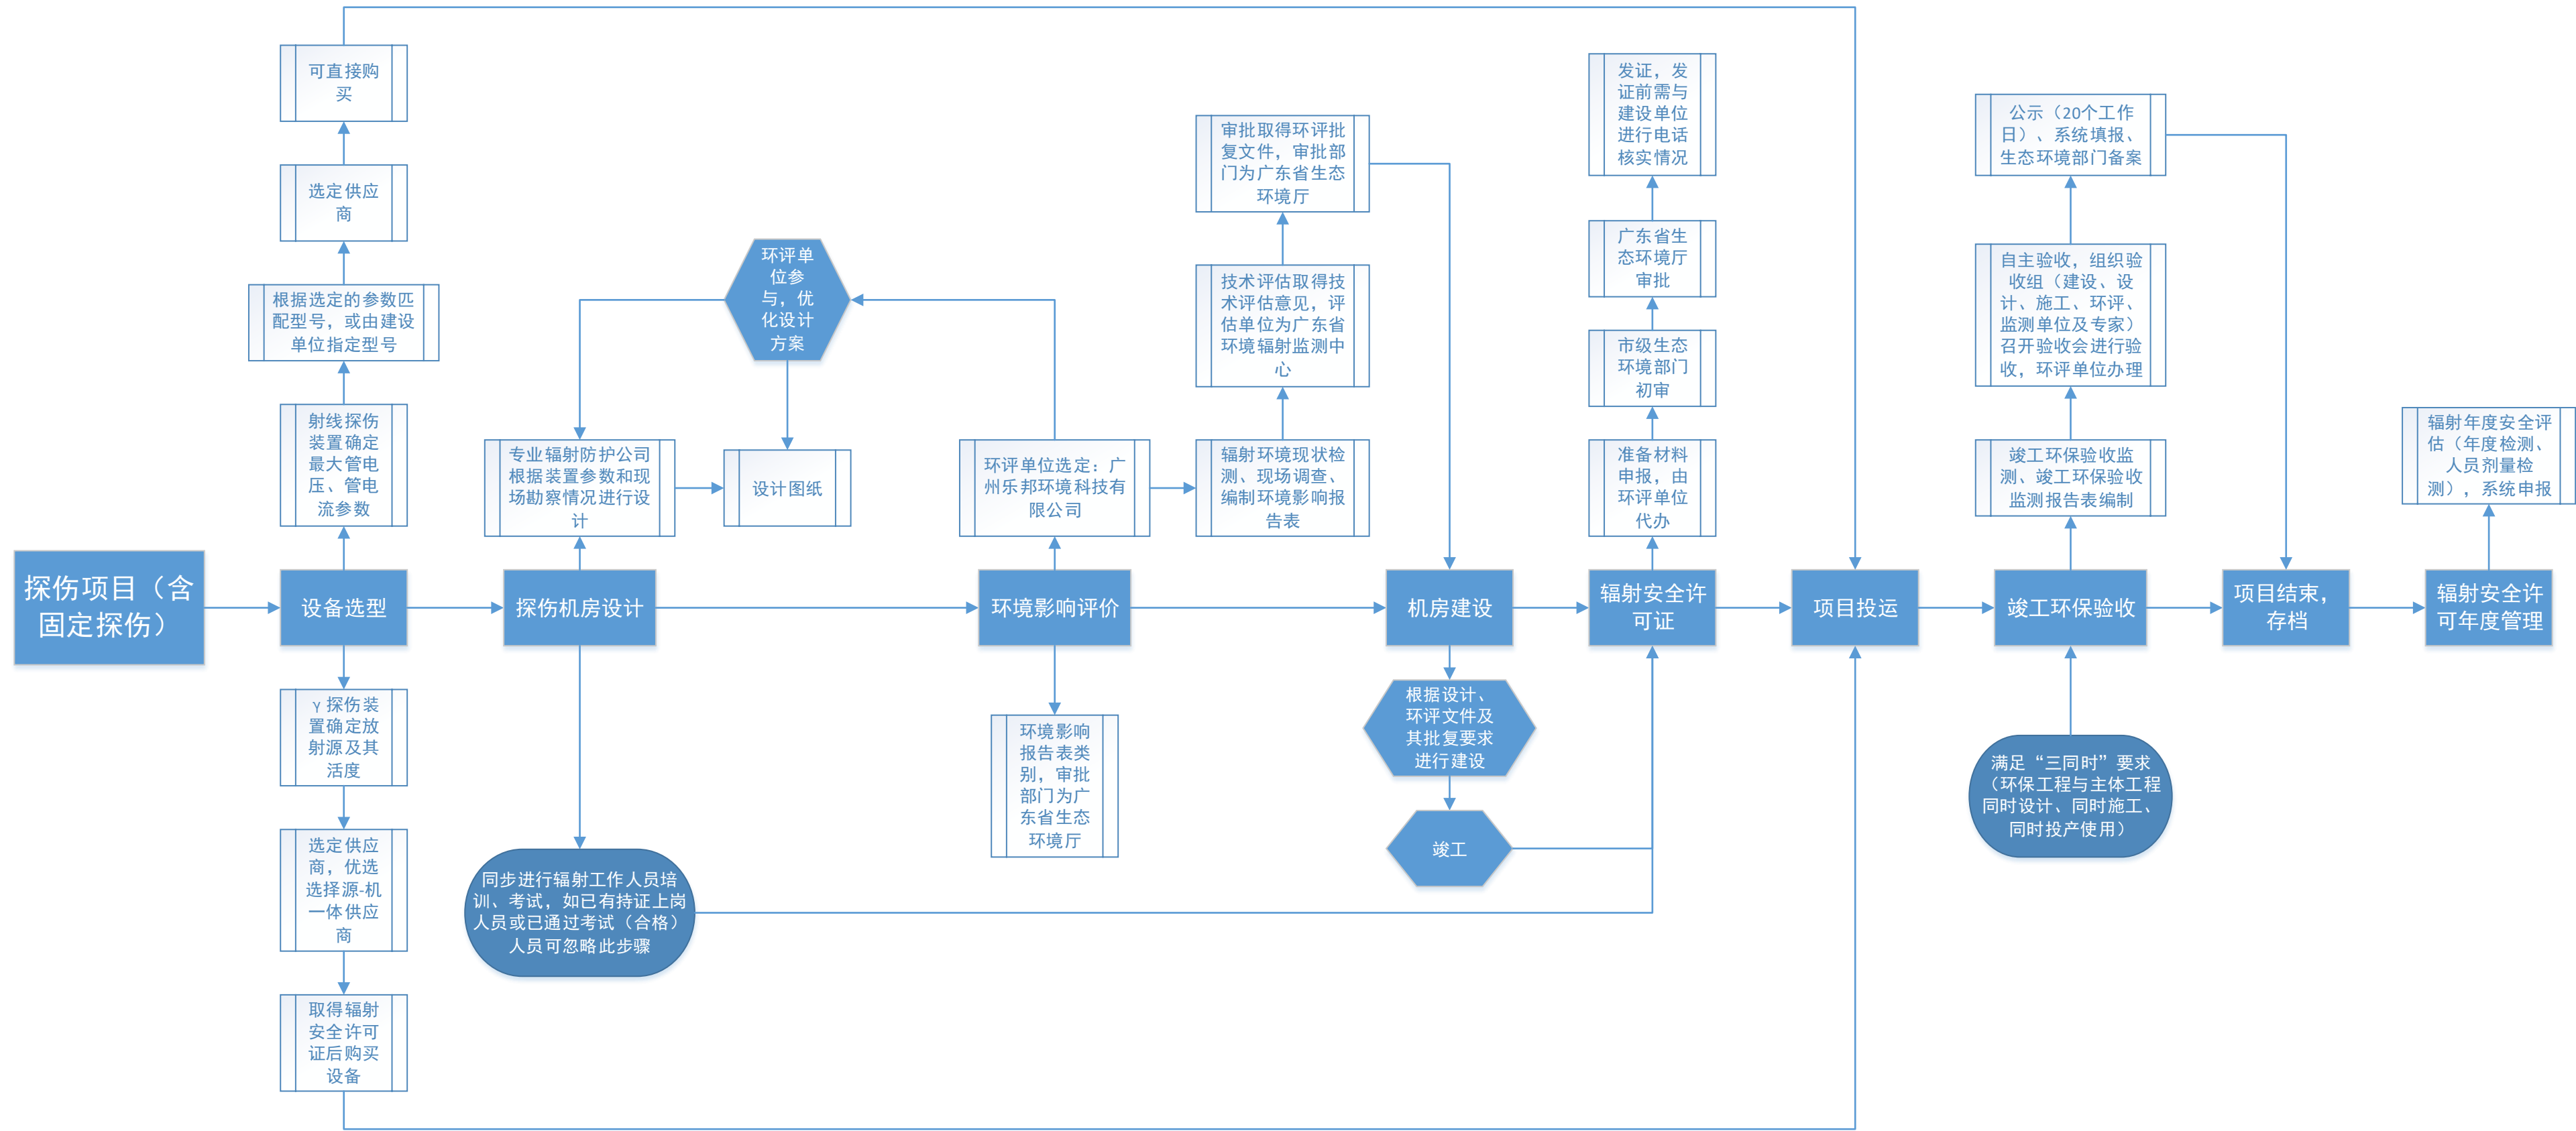 可直接购
买
选定供应
商
根据选定的参数匹
配型号，或由建设
单位指定型号
射线探伤
装置确定
最大管电
压、管电
流参数
探伤项目（含
固定探伤）
设备选型
γ探伤装
置确定放
射源及其
活度
选定供应
商，优选
选择源-机
一体供应
商
取得辐射
安全许可
证后购买
设备
环评单
位参
与，优
化设计
方案
专业辐射防护公司
根据装置参数和现
场勘察情况进行设
计
设计图纸
探伤机房设计
同步进行辐射工作人员培
训、考试，如已有持证上岗
人员或已通过考试（合格）
人员可忽略此步骤
环评单位选定：广
州乐邦环境科技有
限公司
环境影响评价
环境影响
报告表类
别，审批
部门为广
东省生态
环境厅
审批取得环评批
复文件，审批部
门为广东省生态
环境厅
技术评估取得技
术评估意见，评
估单位为广东省
环境辐射监测中
心
辐射环境现状检
测、现场调查、
编制环境影响报
告表
机房建设
根据设计、
环评文件及
其批复要求
进行建设
竣工
发证，发
证前需与
建设单位
进行电话
核实情况
广东省生
态环境厅
审批
市级生态
环境部门
初审
准备材料
申报，由
环评单位
代办
辐射安全许
可证
项目投运
公示（20个工作
日）、系统填报、
生态环境部门备案
自主验收，组织验
收组（建设、设
计、施工、环评、
监测单位及专家）
召开验收会进行验
收，环评单位办理
竣工环保验收监
测、竣工环保验收
监测报告表编制
竣工环保验收
满足“三同时”要求
（环保工程与主体工程
同时设计、同时施工、
同时投产使用）
项目结束，
存档
辐射年度安全评
估（年度检测、
人员剂量检
测），系统申报
辐射安全许
可年度管理